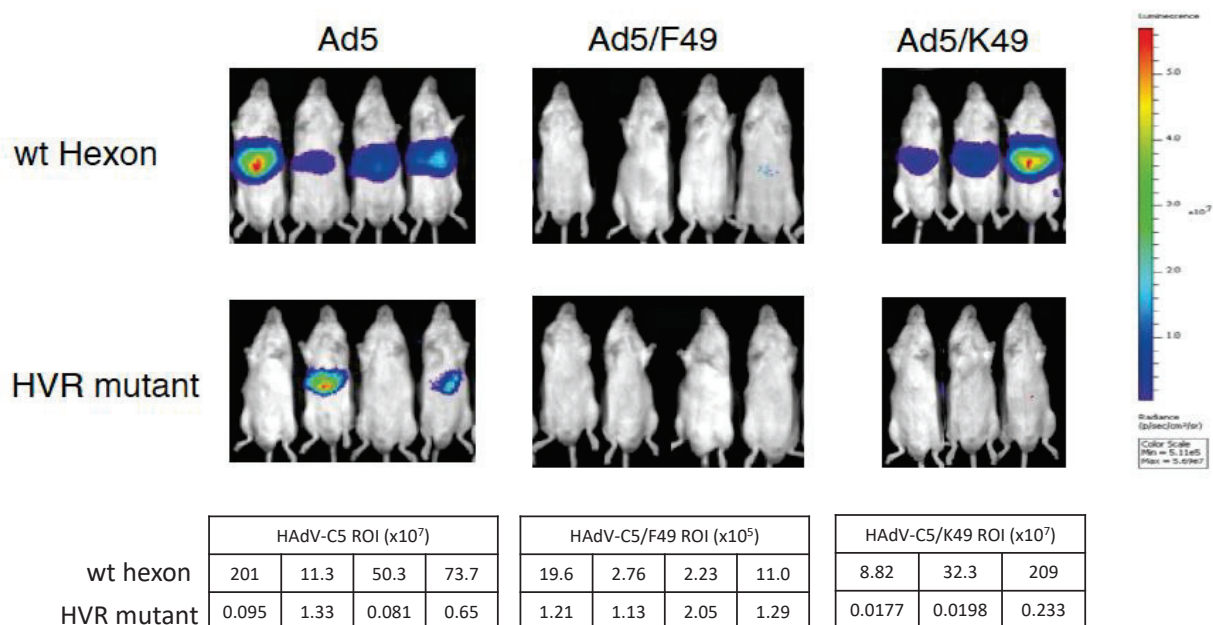 Ad5 Ad5/F49 Ad5/K49
Luminescence
wt Hexon
5.0
4.0
3.0
x10⁷
2.0
1.0
HVR mutant
Radiance
(p/sec/cm²/sr)
Color Scale
Min = 5.11e5
Max = 5.69e7
HAdV-C5 ROI (x10⁷) HAdV-C5/F49 ROI (x10⁵) HAdV-C5/K49 ROI (x10⁷)
wt hexon 201 11.3 50.3 73.7 19.6 2.76 2.23 11.0 8.82 32.3 209
HVR mutant 0.095 1.33 0.081 0.65 1.21 1.13 2.05 1.29 0.0177 0.0198 0.233